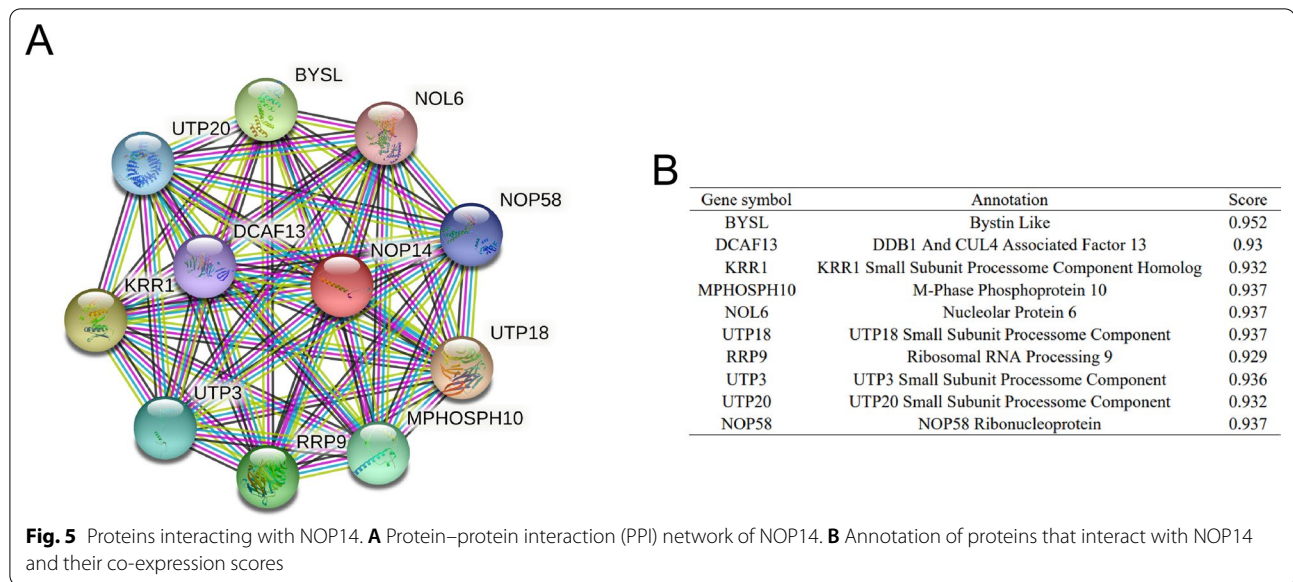 A
BYSL
NOL6
UTP20
NOP58
DCAF13
NOP14
KRR1
UTP18
UTP3
MPHOSPH10
RRP9
B
Gene symbol Annotation Score
BYSL Bystin Like 0.952
DCAF13 DDB1 And CUL4 Associated Factor 13 0.93
KRR1 KRR1 Small Subunit Processome Component Homolog 0.932
MPHOSPH10 M-Phase Phosphoprotein 10 0.937
NOL6 Nucleolar Protein 6 0.937
UTP18 UTP18 Small Subunit Processome Component 0.937
RRP9 Ribosomal RNA Processing 9 0.929
UTP3 UTP3 Small Subunit Processome Component 0.936
UTP20 UTP20 Small Subunit Processome Component 0.932
NOP58 NOP58 Ribonucleoprotein 0.937
Fig. 5 Proteins interacting with NOP14. A Protein–protein interaction (PPI) network of NOP14. B Annotation of proteins that interact with NOP14
and their co-expression scores